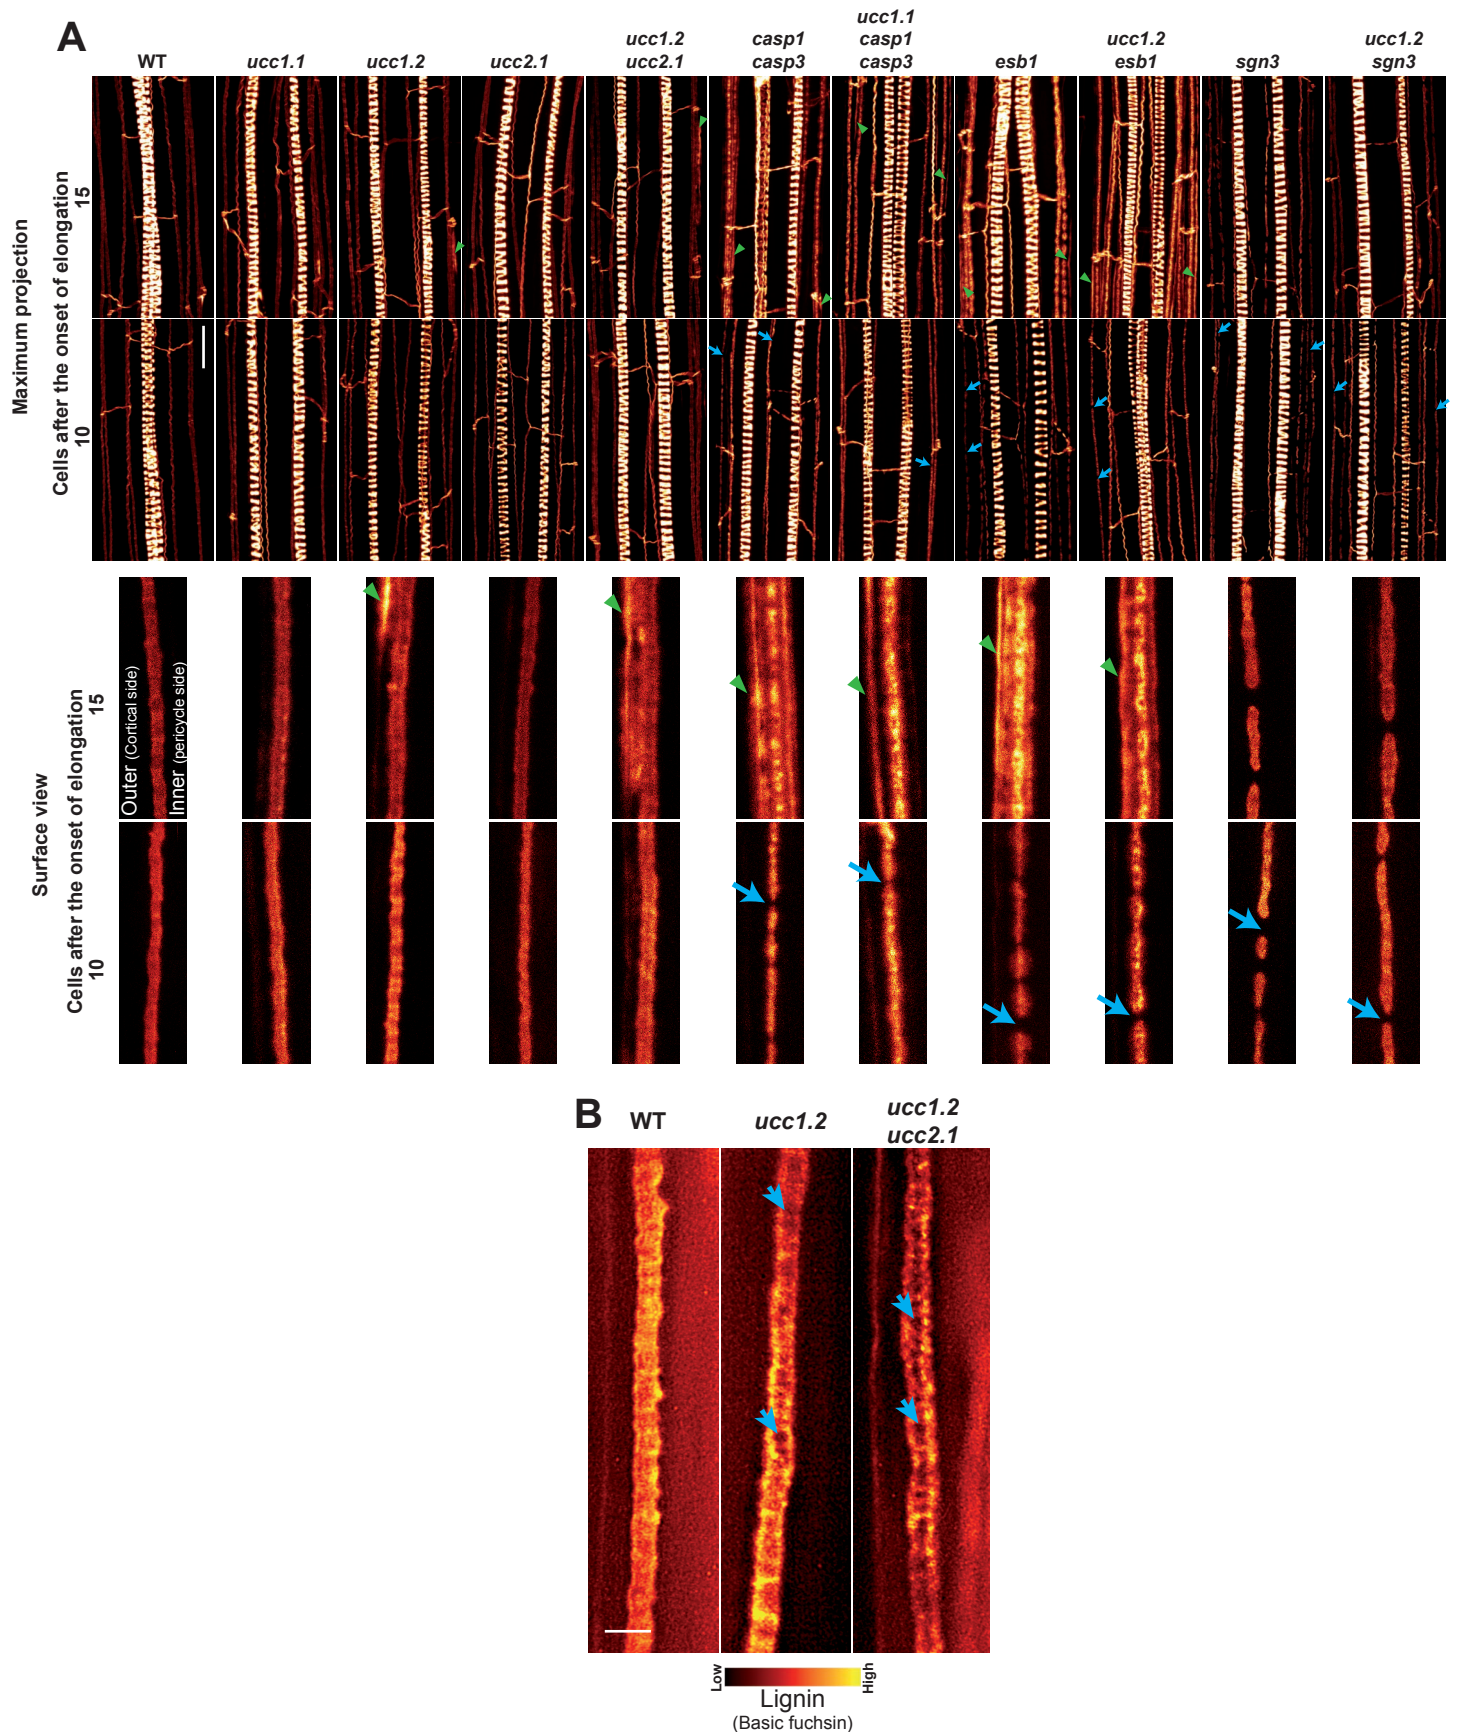 A
WT
ucc1.1
ucc1.2
ucc2.1
ucc1.2
ucc2.1
casp1
casp3
ucc1.1
casp1
casp3
esb1
ucc1.2
esb1
sgn3
ucc1.2
sgn3
Maximum projection
Cells after the onset of elongation
15
10
Surface view
Cells after the onset of elongation
15
10
Outer (Cortical side)
Inner (pericycle side)
B
WT
ucc1.2
ucc1.2
ucc2.1
Low
High
Lignin
(Basic fuchsin)